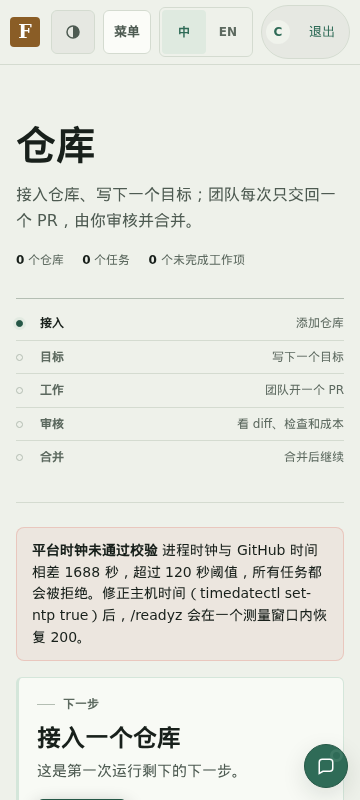 F 菜单 中 EN C 退出
仓库
接入仓库、写下一个目标；团队每次只交回一
个 PR，由你审核并合并。
0 个仓库 0 个任务 0 个未完成工作项
接入 添加仓库
目标 写下一个目标
工作 团队开一个 PR
审核 看 diff、检查和成本
合并 合并后继续
平台时钟未通过校验 进程时钟与 GitHub 时间
相差 1688 秒，超过 120 秒阈值，所有任务都
会被拒绝。修正主机时间（timedatectl set-
ntp true）后，/readyz 会在一个测量窗口内恢
复 200。
下一步
接入一个仓库
这是第一次运行剩下的下一步。